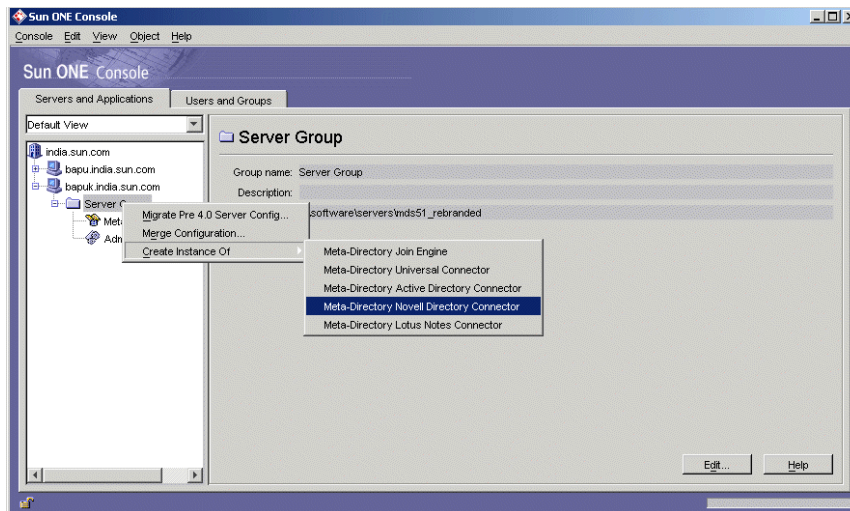 Sun ONE Console
Console Edit View Object Help
Sun ONE Console
Servers and Applications Users and Groups
Default View
india.sun.com
bapu.india.sun.com
bapuk.india.sun.com
Server G
Met
Adm
Server Group
Group name: Server Group
Description:
\software\servers\mds51_rebranded
Migrate Pre 4.0 Server Config...
Merge Configuration...
Create Instance Of
Meta-Directory Join Engine
Meta-Directory Universal Connector
Meta-Directory Active Directory Connector
Meta-Directory Novell Directory Connector
Meta-Directory Lotus Notes Connector
Edit... Help